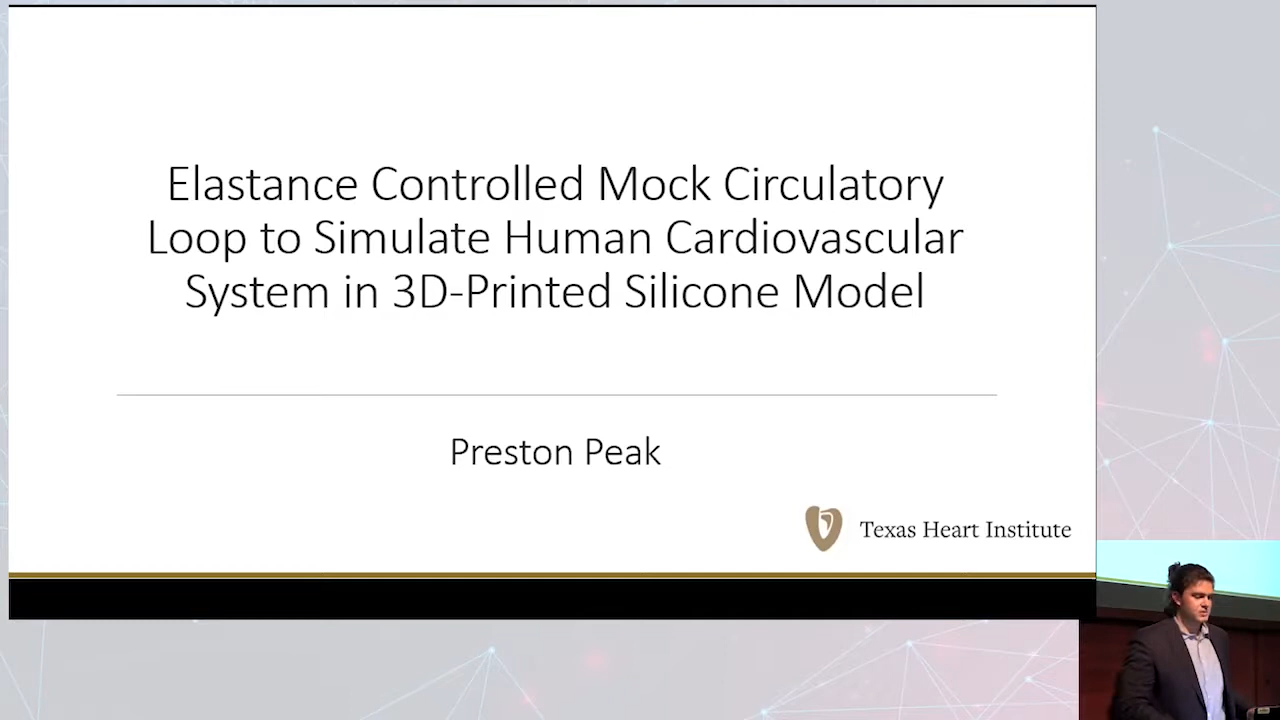 Elastance Controlled Mock Circulatory
Loop to Simulate Human Cardiovascular
System in 3D-Printed Silicone Model
Preston Peak
Texas Heart Institute